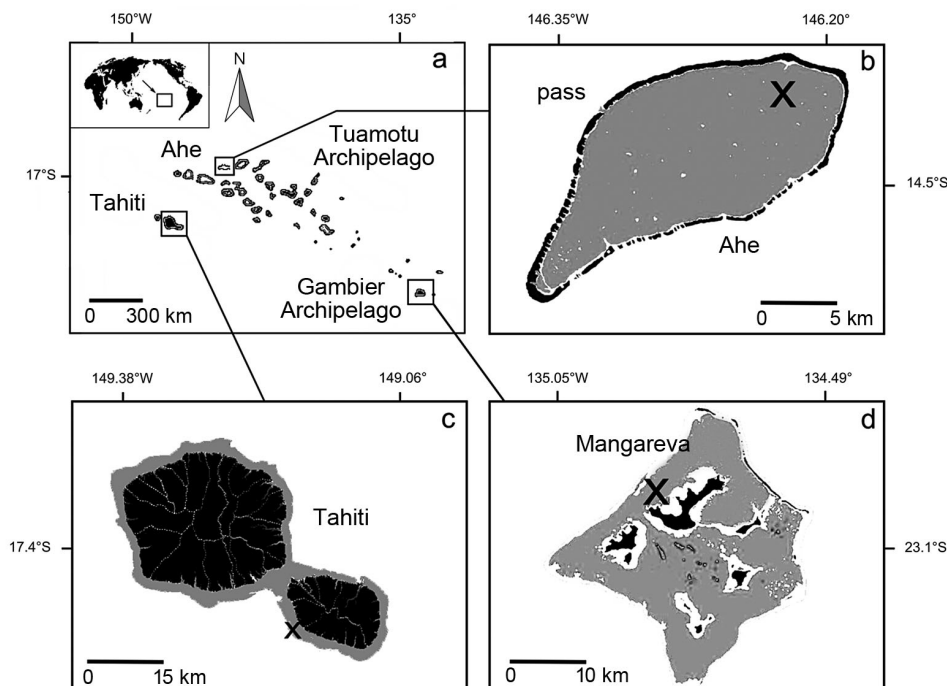 150°W
135°
146.35°W
146.20°
a
N
Ahe
Tuamotu
Archipelago
17°S
Tahiti
Gambier
Archipelago
0 300 km
b
pass
X
14.5°S
Ahe
0 5 km
149.38°W
149.06°
135.05°W
134.49°
c
Tahiti
17.4°S
X
0 15 km
d
Mangareva
X
23.1°S
0 10 km